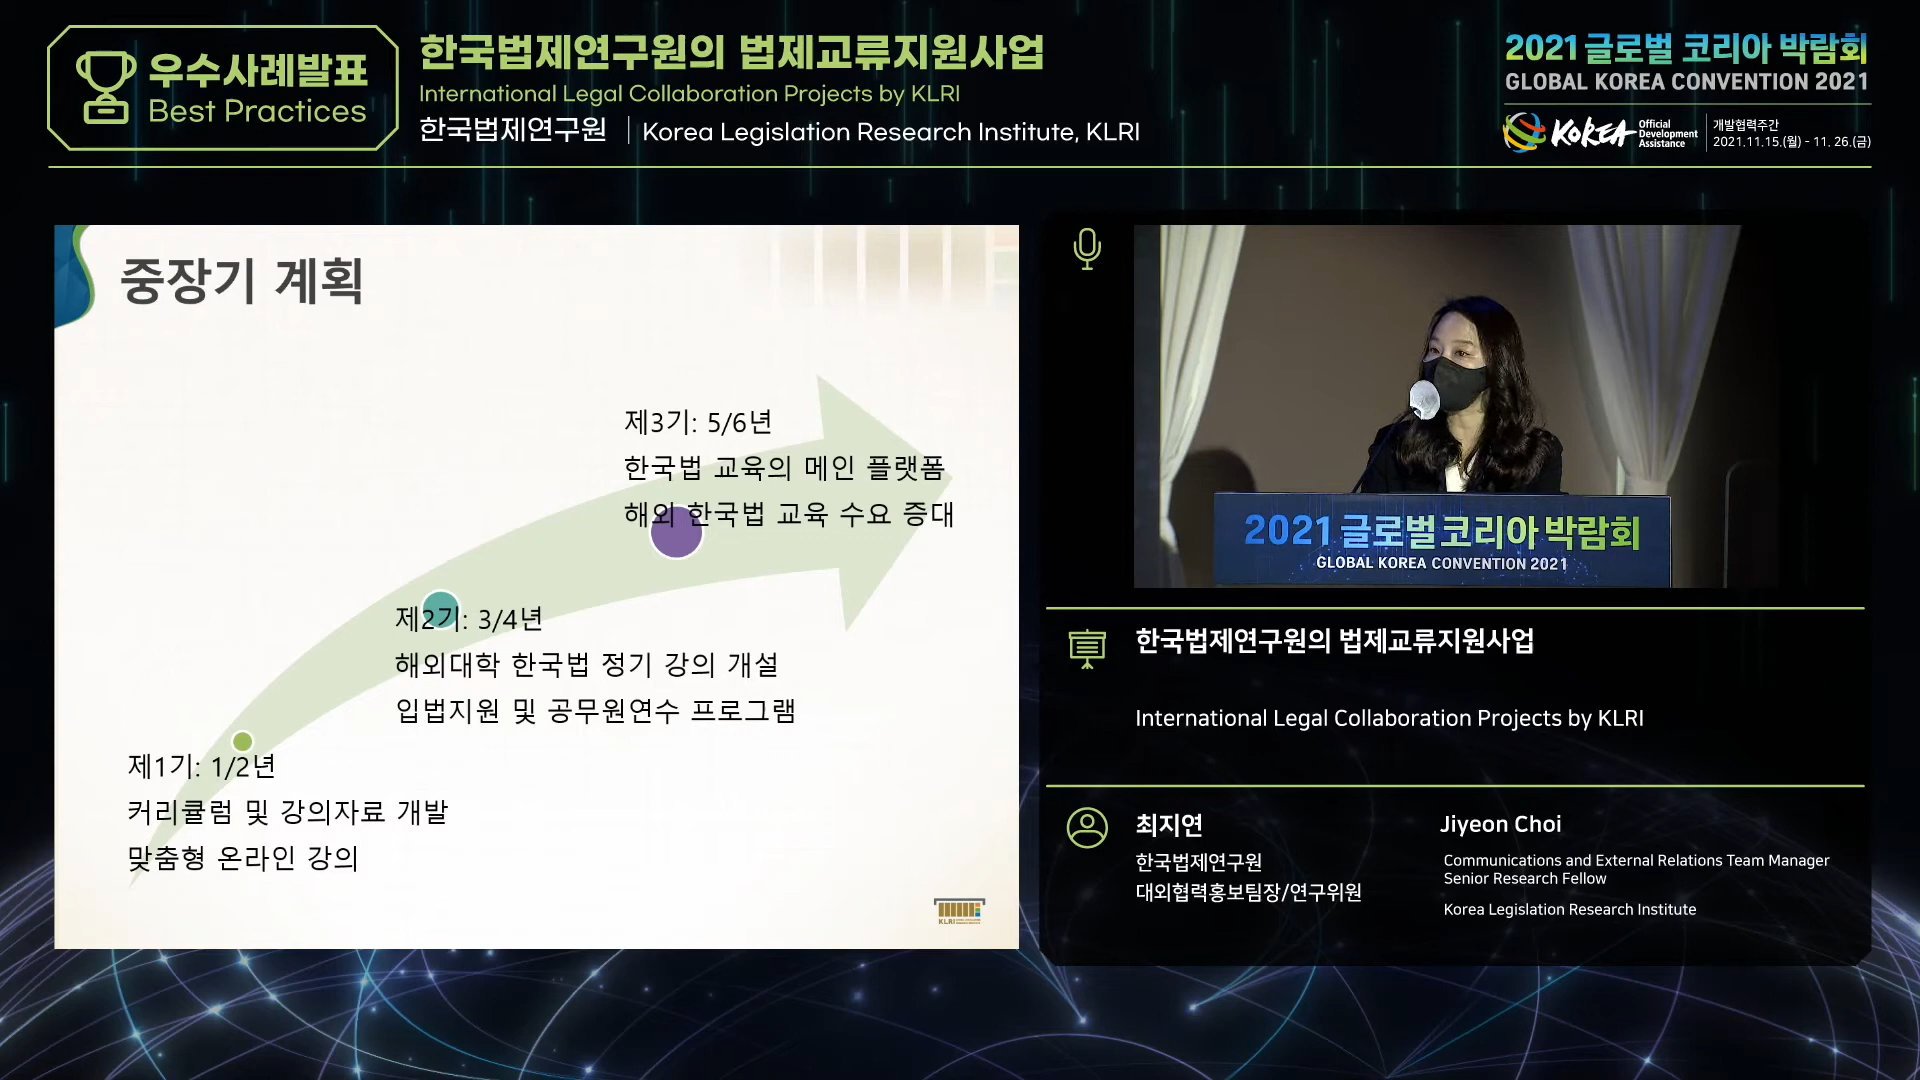 우수사례발표
Best Practices
한국법제연구원의 법제교류지원사업
International Legal Collaboration Projects by KLRI
한국법제연구원 | Korea Legislation Research Institute, KLRI
2021 글로벌 코리아 박람회
GLOBAL KOREA CONVENTION 2021
KOREA
Official
Development
Assistance
개발협력주간
2021.11.15.(월) - 11. 26.(금)
중장기 계획
제3기: 5/6년
한국법 교육의 메인 플랫폼
해외 한국법 교육 수요 증대
제2기: 3/4년
해외대학 한국법 정기 강의 개설
입법지원 및 공무원연수 프로그램
제1기: 1/2년
커리큘럼 및 강의자료 개발
맞춤형 온라인 강의
KLRI
2021 글로벌 코리아 박람회
GLOBAL KOREA CONVENTION 2021
한국법제연구원의 법제교류지원사업
International Legal Collaboration Projects by KLRI
최지연
한국법제연구원
대외협력홍보팀장/연구위원
Jiyeon Choi
Communications and External Relations Team Manager
Senior Research Fellow
Korea Legislation Research Institute